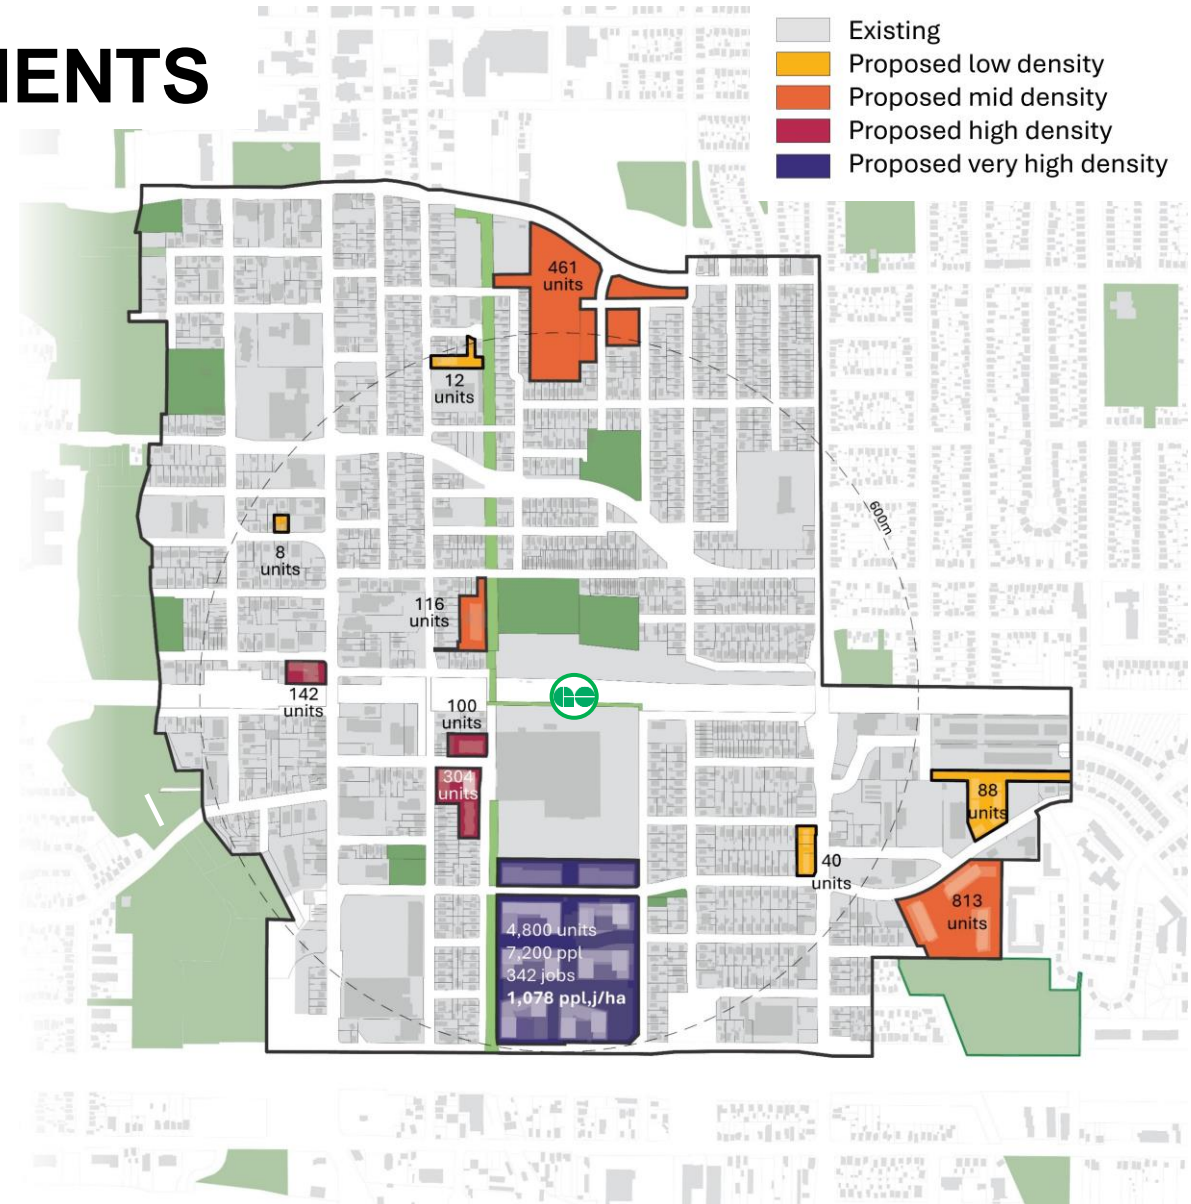 MENTS
Existing
Proposed low density
Proposed mid density
Proposed high density
Proposed very high density
461
units
12
units
600m
8
units
116
units
142
units
100
units
304
units
88
units
40
units
813
units
4,800 units
7,200 ppl
342 jobs
1,078 ppl,j/ha
GO